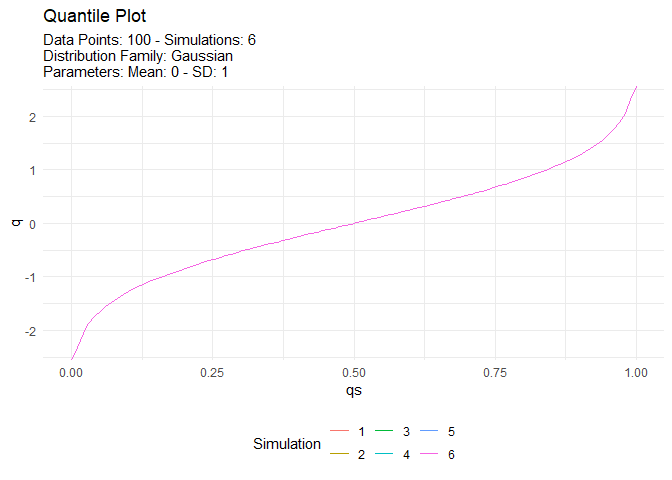 Quantile Plot
Data Points: 100 - Simulations: 6
Distribution Family: Gaussian
Parameters: Mean: 0 - SD: 1
2
1
0
-1
-2
q
0.00 0.25 0.50 0.75 1.00
qs
Simulation
1 3 5
2 4 6